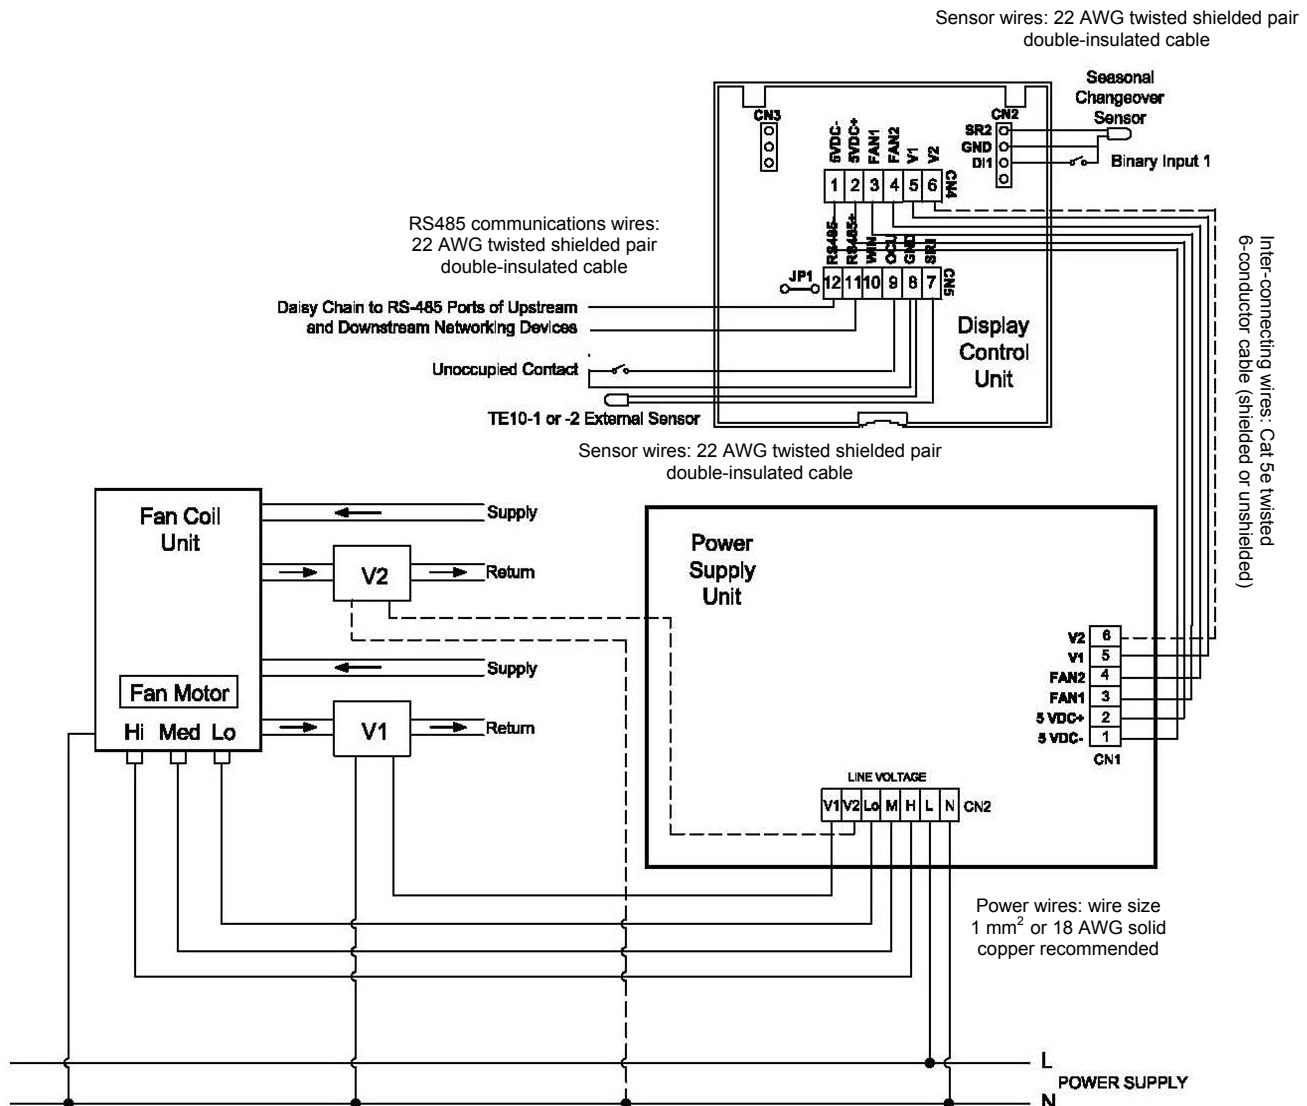 Sensor wires: 22 AWG twisted shielded pair
double-insulated cable
Seasonal
Changeover
Sensor
CN3
CN2
SR2
GND
DI1
Binary Input 1
5VDC-
5VDC+
FAN1
FAN2
V1
V2
1 2 3 4 5 6
CN4
RS485 communications wires:
22 AWG twisted shielded pair
double-insulated cable
RS485-
RS485+
WIN
OCU
GND
SR1
JP1
12 11 10 9 8 7
CN5
Daisy Chain to RS-485 Ports of Upstream
and Downstream Networking Devices
Display
Control
Unit
Unoccupied Contact
TE10-1 or -2 External Sensor
Sensor wires: 22 AWG twisted shielded pair
double-insulated cable
Inter-connecting wires: Cat 5e twisted
6-conductor cable (shielded or unshielded)
Fan Coil
Unit
Supply
V2
Return
Supply
Fan Motor
Hi Med Lo
V1
Return
Power
Supply
Unit
V2 6
V1 5
FAN2 4
FAN1 3
5 VDC+ 2
5 VDC- 1
CN1
LINE VOLTAGE
V1 V2 Lo M H L N CN2
Power wires: wire size
1 mm² or 18 AWG solid
copper recommended
L
POWER SUPPLY
N